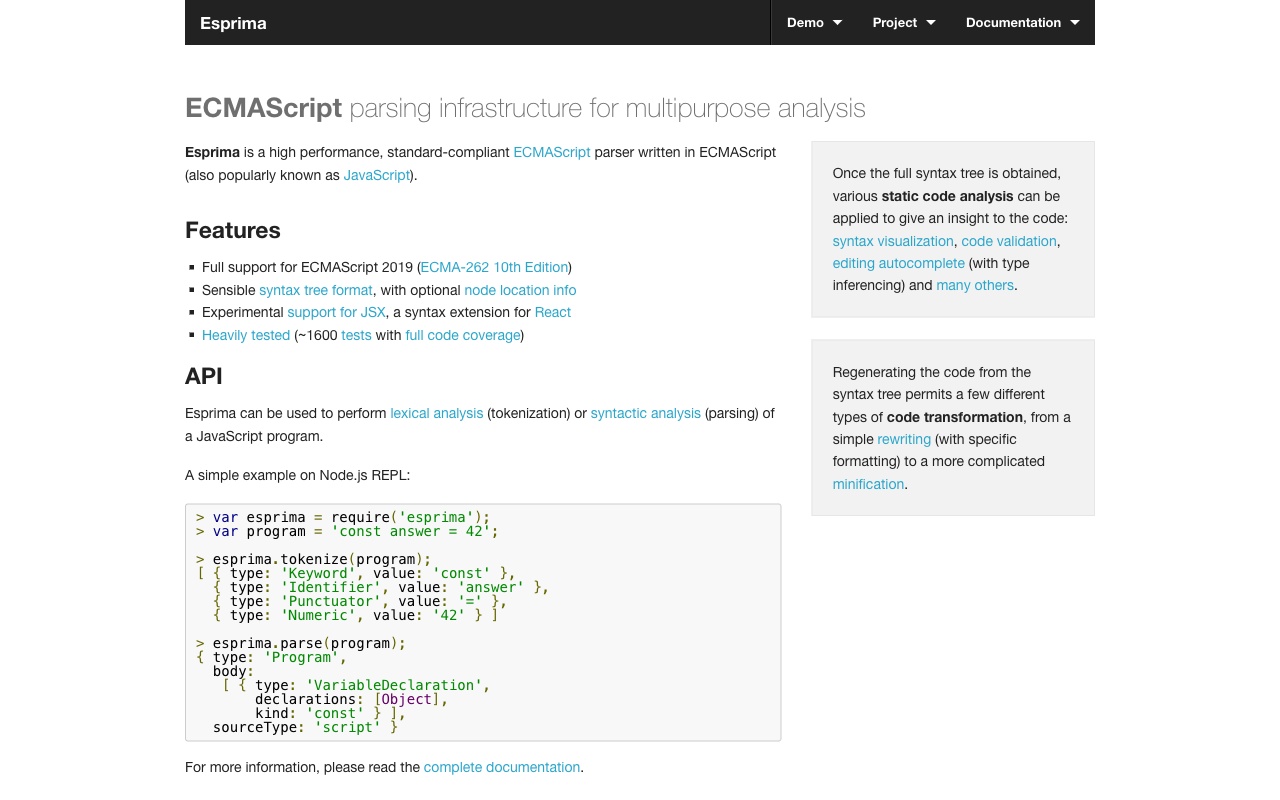 Esprima
Demo
Project
Documentation
ECMAScript parsing infrastructure for multipurpose analysis
Esprima is a high performance, standard-compliant ECMAScript parser written in ECMAScript
(also popularly known as JavaScript).
Features
Full support for ECMAScript 2019 (ECMA-262 10th Edition)
Sensible syntax tree format, with optional node location info
Experimental support for JSX, a syntax extension for React
Heavily tested (~1600 tests with full code coverage)
API
Esprima can be used to perform lexical analysis (tokenization) or syntactic analysis (parsing) of
a JavaScript program.
A simple example on Node.js REPL:
> var esprima = require('esprima');
> var program = 'const answer = 42';
> esprima.tokenize(program);
[ { type: 'Keyword', value: 'const' },
  { type: 'Identifier', value: 'answer' },
  { type: 'Punctuator', value: '=' },
  { type: 'Numeric', value: '42' } ]
> esprima.parse(program);
{ type: 'Program',
  body:
   [ { type: 'VariableDeclaration',
       declarations: [Object],
       kind: 'const' } ],
  sourceType: 'script' }
For more information, please read the complete documentation.
Once the full syntax tree is obtained,
various static code analysis can be
applied to give an insight to the code:
syntax visualization, code validation,
editing autocomplete (with type
inferencing) and many others.
Regenerating the code from the
syntax tree permits a few different
types of code transformation, from a
simple rewriting (with specific
formatting) to a more complicated
minification.